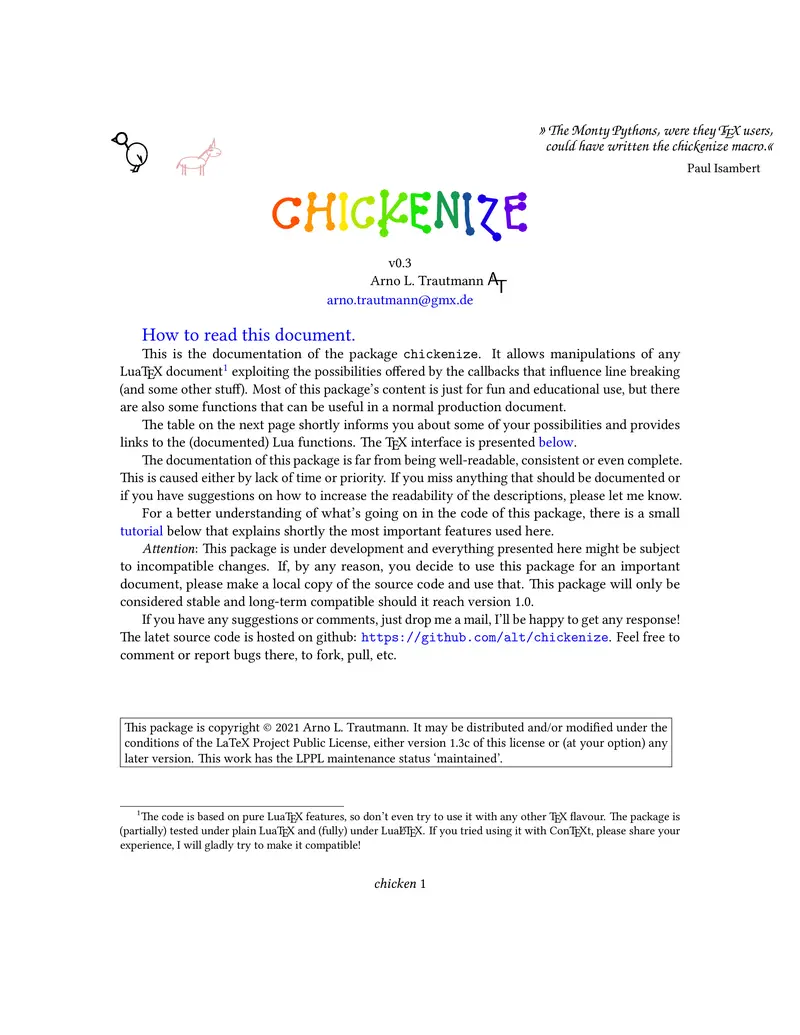 » The Monty Pythons, were they TEX users,
could have written the chickenize macro.«
Paul Isambert
CHICKENIZE
v0.3
Arno L. Trautmann AT
arno.trautmann@gmx.de
How to read this document.
This is the documentation of the package chickenize. It allows manipulations of any
LuaTEX document1 exploiting the possibilities offered by the callbacks that influence line breaking
(and some other stuff). Most of this package's content is just for fun and educational use, but there
are also some functions that can be useful in a normal production document.
The table on the next page shortly informs you about some of your possibilities and provides
links to the (documented) Lua functions. The TEX interface is presented below.
The documentation of this package is far from being well-readable, consistent or even complete.
This is caused either by lack of time or priority. If you miss anything that should be documented or
if you have suggestions on how to increase the readability of the descriptions, please let me know.
For a better understanding of what's going on in the code of this package, there is a small
tutorial below that explains shortly the most important features used here.
Attention: This package is under development and everything presented here might be subject
to incompatible changes. If, by any reason, you decide to use this package for an important
document, please make a local copy of the source code and use that. This package will only be
considered stable and long-term compatible should it reach version 1.0.
If you have any suggestions or comments, just drop me a mail, I'll be happy to get any response!
The latet source code is hosted on github: https://github.com/alt/chickenize. Feel free to
comment or report bugs there, to fork, pull, etc.
This package is copyright © 2021 Arno L. Trautmann. It may be distributed and/or modified under the
conditions of the LaTeX Project Public License, either version 1.3c of this license or (at your option) any
later version. This work has the LPPL maintenance status 'maintained'.
1The code is based on pure LuaTEX features, so don't even try to use it with any other TEX flavour. The package is
(partially) tested under plain LuaTEX and (fully) under LuaLATEX. If you tried using it with ConTEXt, please share your
experience, I will gladly try to make it compatible!
chicken 1